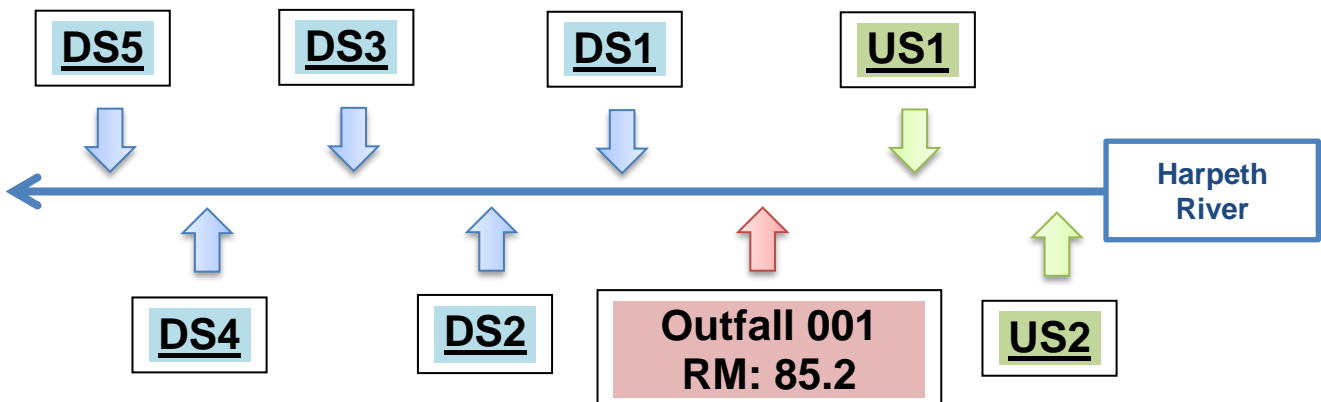 DS5
DS3
DS1
US1
Harpeth
River
DS4
DS2
Outfall 001
RM: 85.2
US2